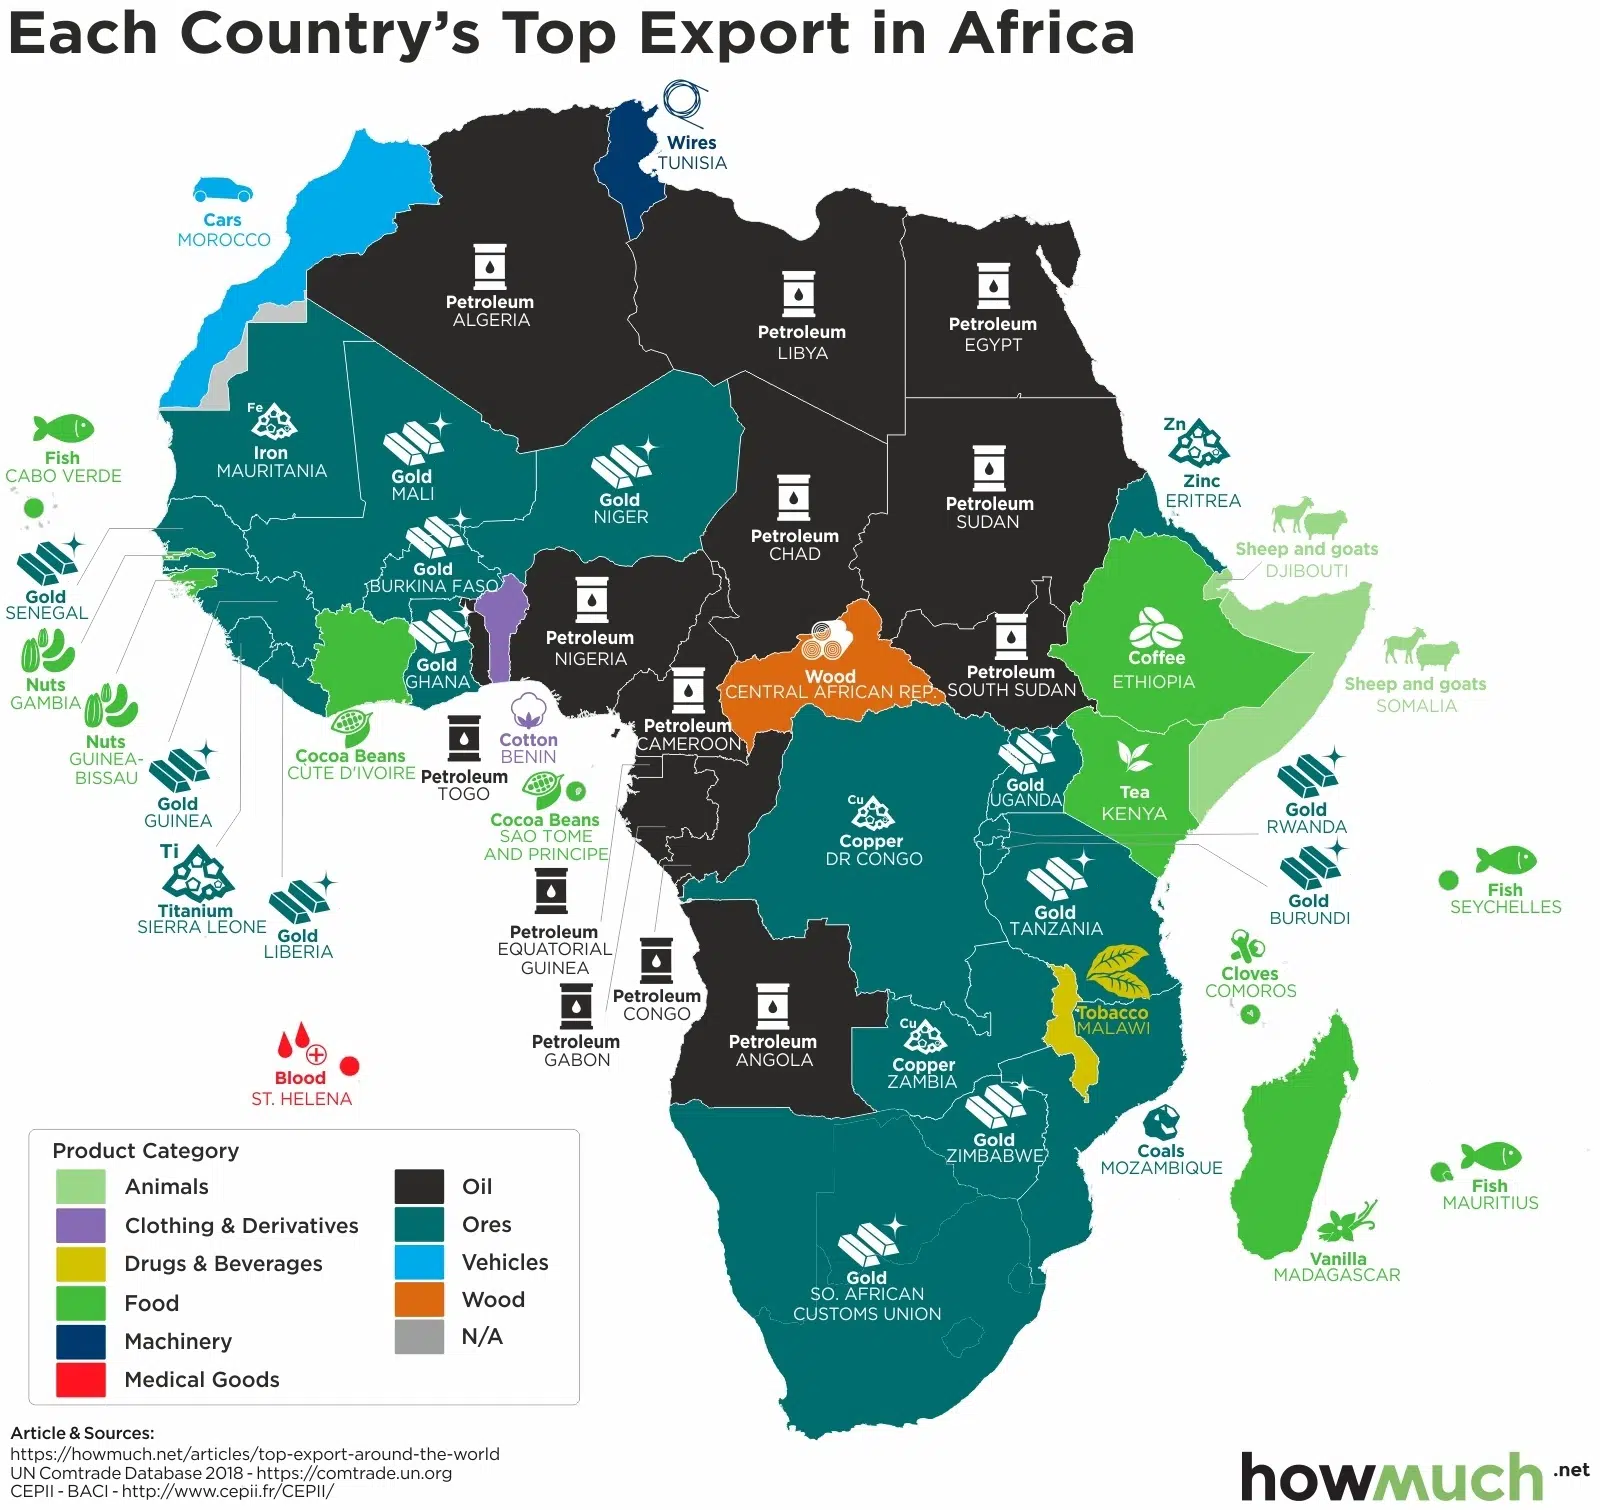 Each Country's Top Export in Africa
Wires
TUNISIA
Cars
MOROCCO
Petroleum
ALGERIA
Petroleum
LIBYA
Petroleum
EGYPT
Fe
Iron
MAURITANIA
Gold
MALI
Gold
NIGER
Petroleum
CHAD
Petroleum
SUDAN
Zn
Zinc
ERITREA
Fish
CABO VERDE
Gold
SENEGAL
Gold
BURKINA FASO
Sheep and goats
DJIBOUTI
Nuts
GAMBIA
Nuts
GUINEA-
BISSAU
Gold
GHANA
Petroleum
NIGERIA
Petroleum
CAMEROON
Wood
CENTRAL AFRICAN REP.
Petroleum
SOUTH SUDAN
Coffee
ETHIOPIA
Sheep and goats
SOMALIA
Cocoa Beans
CÙTE D'IVOIRE
Petroleum
TOGO
Cotton
BENIN
Gold
GUINEA
Cocoa Beans
SAO TOME
AND PRINCIPE
Cu
Copper
DR CONGO
Gold
UGANDA
Tea
KENYA
Gold
RWANDA
Ti
Titanium
SIERRA LEONE
Gold
LIBERIA
Petroleum
EQUATORIAL
GUINEA
Petroleum
CONGO
Petroleum
GABON
Gold
TANZANIA
Gold
BURUNDI
Fish
SEYCHELLES
Cloves
COMOROS
Petroleum
ANGOLA
Cu
Copper
ZAMBIA
Tobacco
MALAWI
Blood
ST. HELENA
Gold
ZIMBABWE
Coals
MOZAMBIQUE
Fish
MAURITIUS
Vanilla
MADAGASCAR
Gold
SO. AFRICAN
CUSTOMS UNION
Product Category
Animals
Clothing & Derivatives
Drugs & Beverages
Food
Machinery
Medical Goods
Oil
Ores
Vehicles
Wood
N/A
Article & Sources:
https://howmuch.net/articles/top-export-around-the-world
UN Comtrade Database 2018 - https://comtrade.un.org
CEPII - BACI - http://www.cepii.fr/CEPII/
howmuch.net